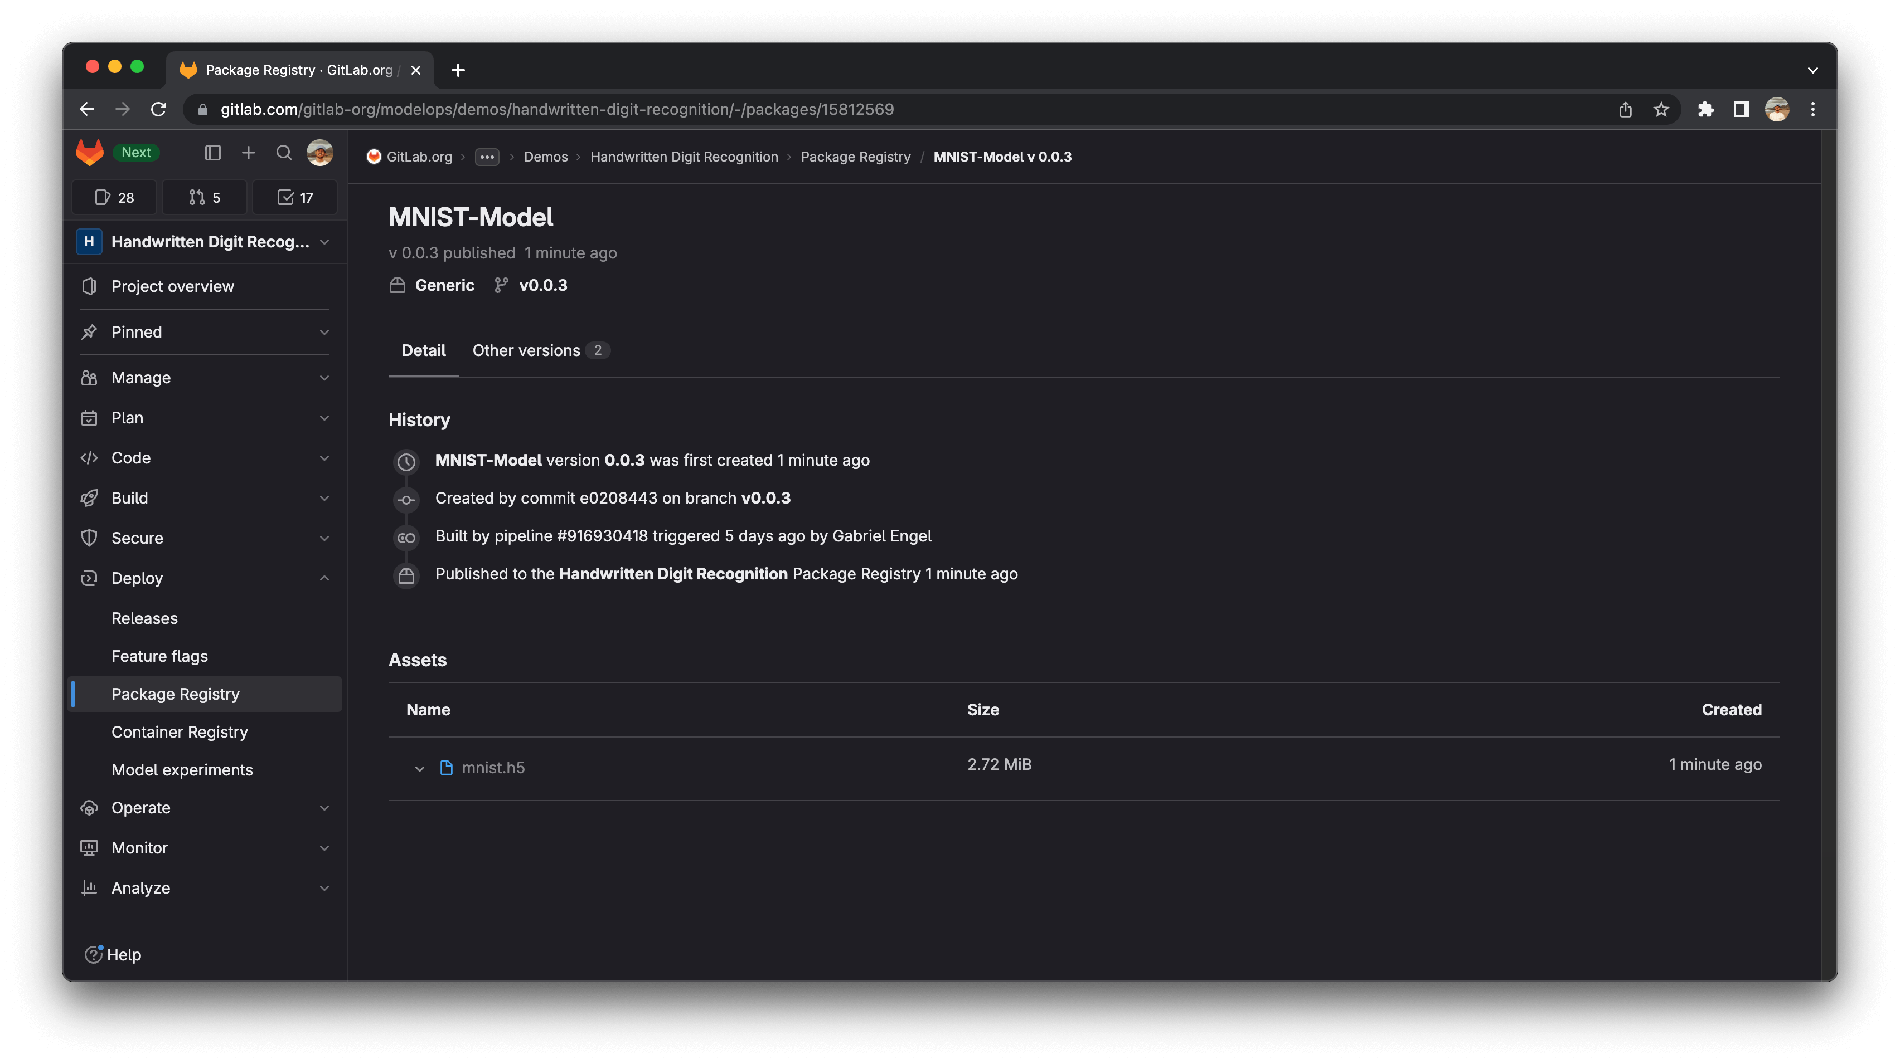 Package Registry · GitLab.org /
gitlab.com/gitlab-org/modelops/demos/handwritten-digit-recognition/-/packages/15812569
Next
28
5
17
H Handwritten Digit Recog...
Project overview
Pinned
Manage
Plan
Code
Build
Secure
Deploy
Releases
Feature flags
Package Registry
Container Registry
Model experiments
Operate
Monitor
Analyze
Help
GitLab.org › ... › Demos › Handwritten Digit Recognition › Package Registry / MNIST-Model v 0.0.3
MNIST-Model
v 0.0.3 published 1 minute ago
Generic v0.0.3
Detail Other versions 2
History
MNIST-Model version 0.0.3 was first created 1 minute ago
Created by commit e0208443 on branch v0.0.3
Built by pipeline #916930418 triggered 5 days ago by Gabriel Engel
Published to the Handwritten Digit Recognition Package Registry 1 minute ago
Assets
Name Size Created
mnist.h5 2.72 MiB 1 minute ago